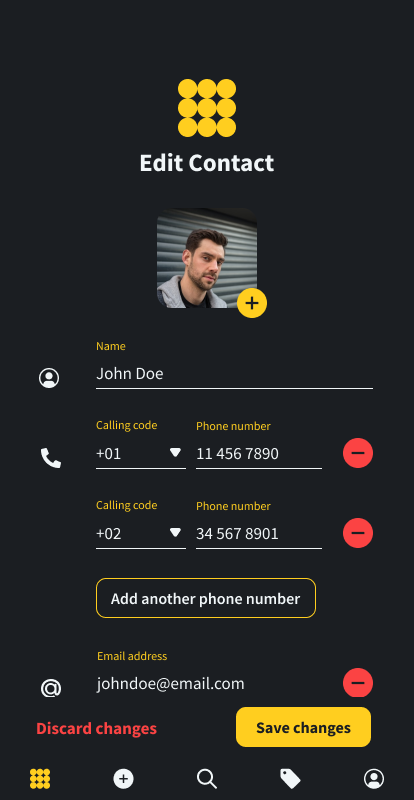 Edit Contact
Name
John Doe
Calling code Phone number
+01 11 456 7890
Calling code Phone number
+02 34 567 8901
Add another phone number
Email address
johndoe@email.com
Discard changes Save changes